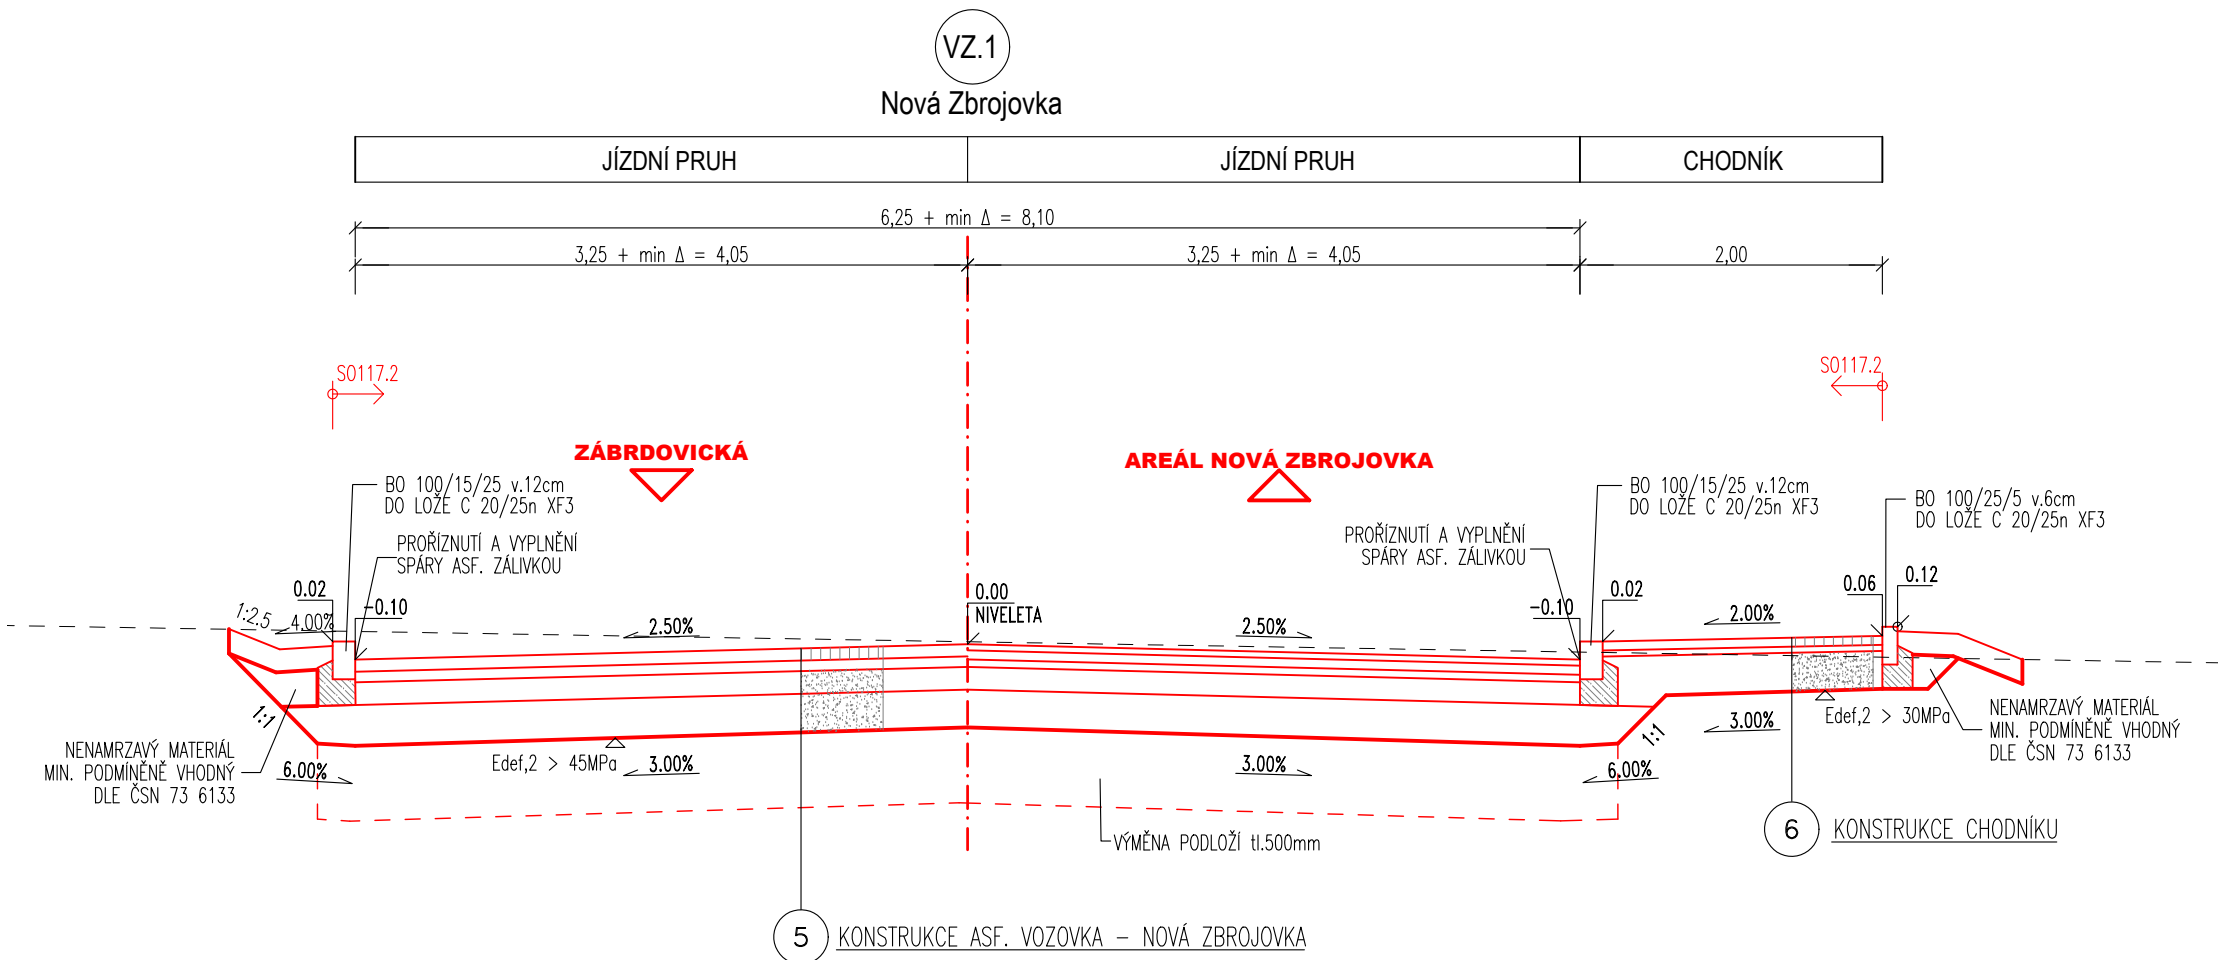 VZ.1
Nová Zbrojovka
JÍZDNÍ PRUH
JÍZDNÍ PRUH
CHODNÍK
6,25 + min Δ = 8,10
3,25 + min Δ = 4,05
3,25 + min Δ = 4,05
2,00
SO117.2
SO117.2
ZÁBRDOVICKÁ
AREÁL NOVÁ ZBROJOVKA
BO 100/15/25 v.12cm
DO LOŽE C 20/25n XF3
PROŘÍZNUTÍ A VYPLNĚNÍ
SPÁRY ASF. ZÁLIVKOU
BO 100/15/25 v.12cm
DO LOŽE C 20/25n XF3
PROŘÍZNUTÍ A VYPLNĚNÍ
SPÁRY ASF. ZÁLIVKOU
BO 100/25/5 v.6cm
DO LOŽE C 20/25n XF3
0.02
-0.10
0.00
NIVELETA
-0.10
0.02
0.06
0.12
1:2.5
4.00%
2.50%
2.50%
2.00%
1:1
1:1
NENAMRZAVÝ MATERIÁL
MIN. PODMÍNĚNĚ VHODNÝ
DLE ČSN 73 6133
6.00%
Edef,2 > 45MPa
3.00%
3.00%
6.00%
3.00%
Edef,2 > 30MPa
NENAMRZAVÝ MATERIÁL
MIN. PODMÍNĚNĚ VHODNÝ
DLE ČSN 73 6133
VÝMĚNA PODLOŽÍ tl.500mm
6
KONSTRUKCE CHODNÍKU
5
KONSTRUKCE ASF. VOZOVKA - NOVÁ ZBROJOVKA